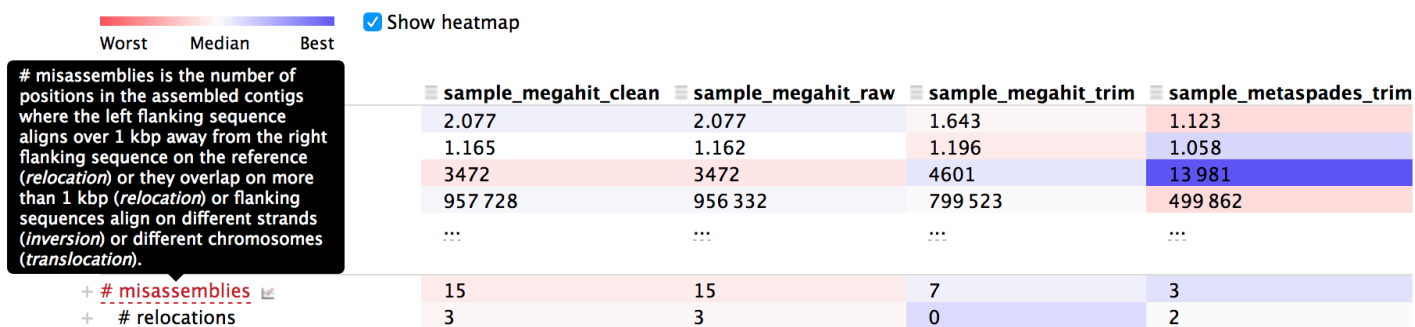 Worst Median Best
Show heatmap
# misassemblies is the number of
positions in the assembled contigs
where the left flanking sequence
aligns over 1 kbp away from the right
flanking sequence on the reference
(relocation) or they overlap on more
than 1 kbp (relocation) or flanking
sequences align on different strands
(inversion) or different chromosomes
(translocation).
sample_megahit_clean sample_megahit_raw sample_megahit_trim sample_metaspades_trim
2.077 2.077 1.643 1.123
1.165 1.162 1.196 1.058
3472 3472 4601 13 981
957 728 956 332 799 523 499 862
... ... ... ...
# misassemblies 15 15 7 3
# relocations 3 3 0 2